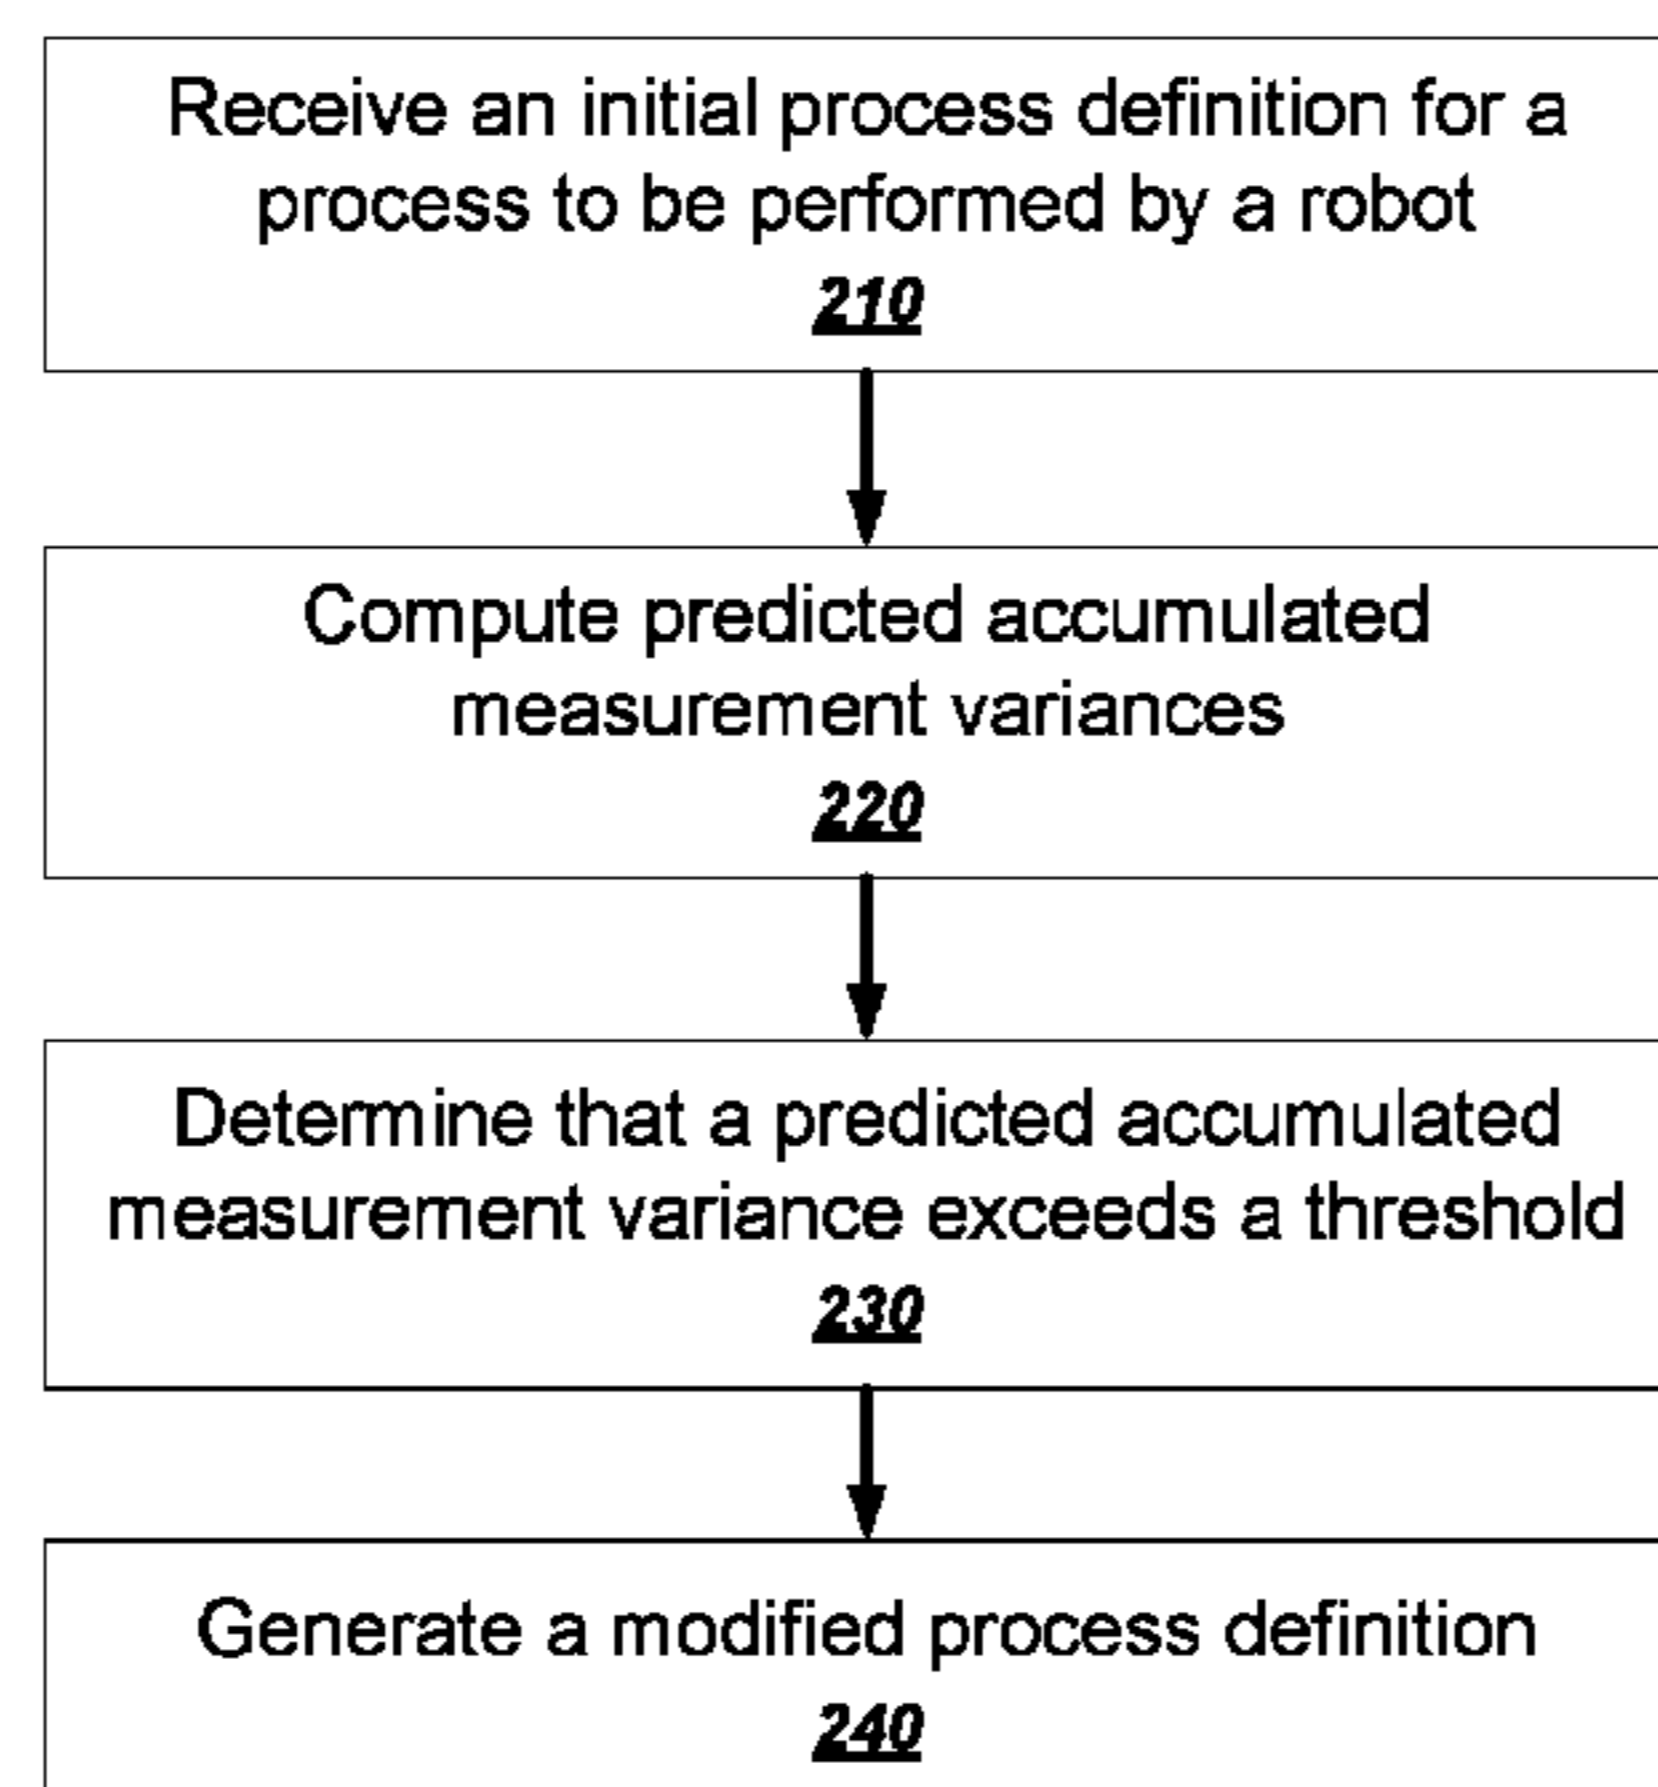 Receive an initial process definition for a
process to be performed by a robot
210
Compute predicted accumulated
measurement variances
220
Determine that a predicted accumulated
measurement variance exceeds a threshold
230
Generate a modified process definition
240